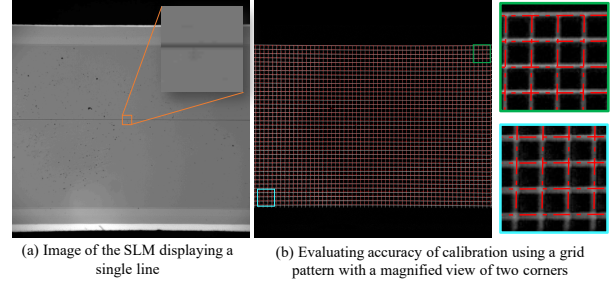 (a) Image of the SLM displaying a
single line
(b) Evaluating accuracy of calibration using a grid
pattern with a magnified view of two corners